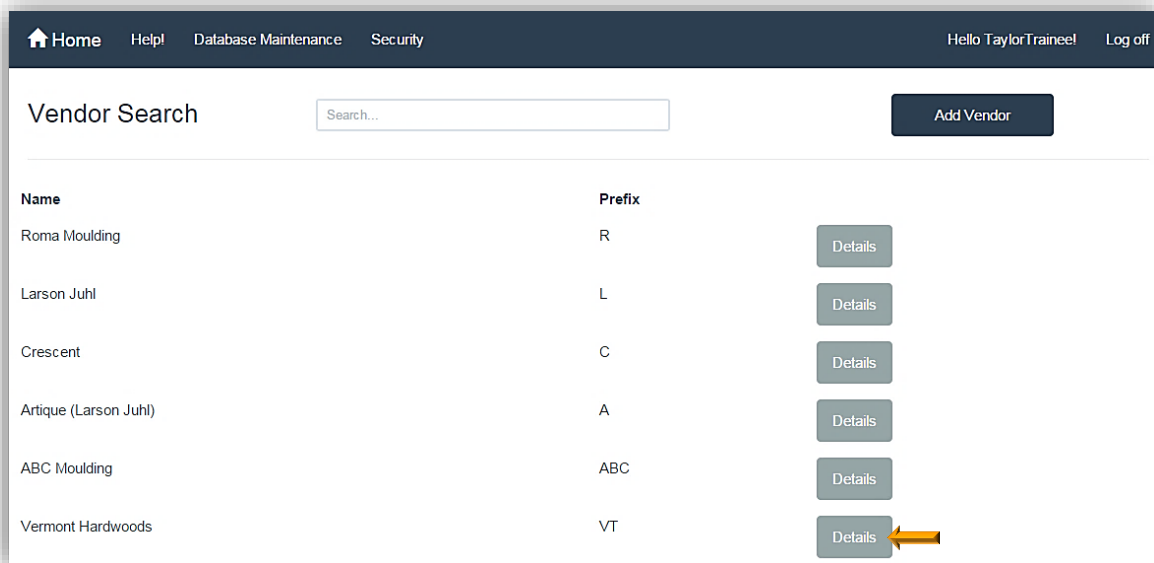 Home Help! Database Maintenance Security Hello TaylorTrainee! Log off
Vendor Search Search... Add Vendor
Name Prefix
Roma Moulding R Details
Larson Juhl L Details
Crescent C Details
Artique (Larson Juhl) A Details
ABC Moulding ABC Details
Vermont Hardwoods VT Details